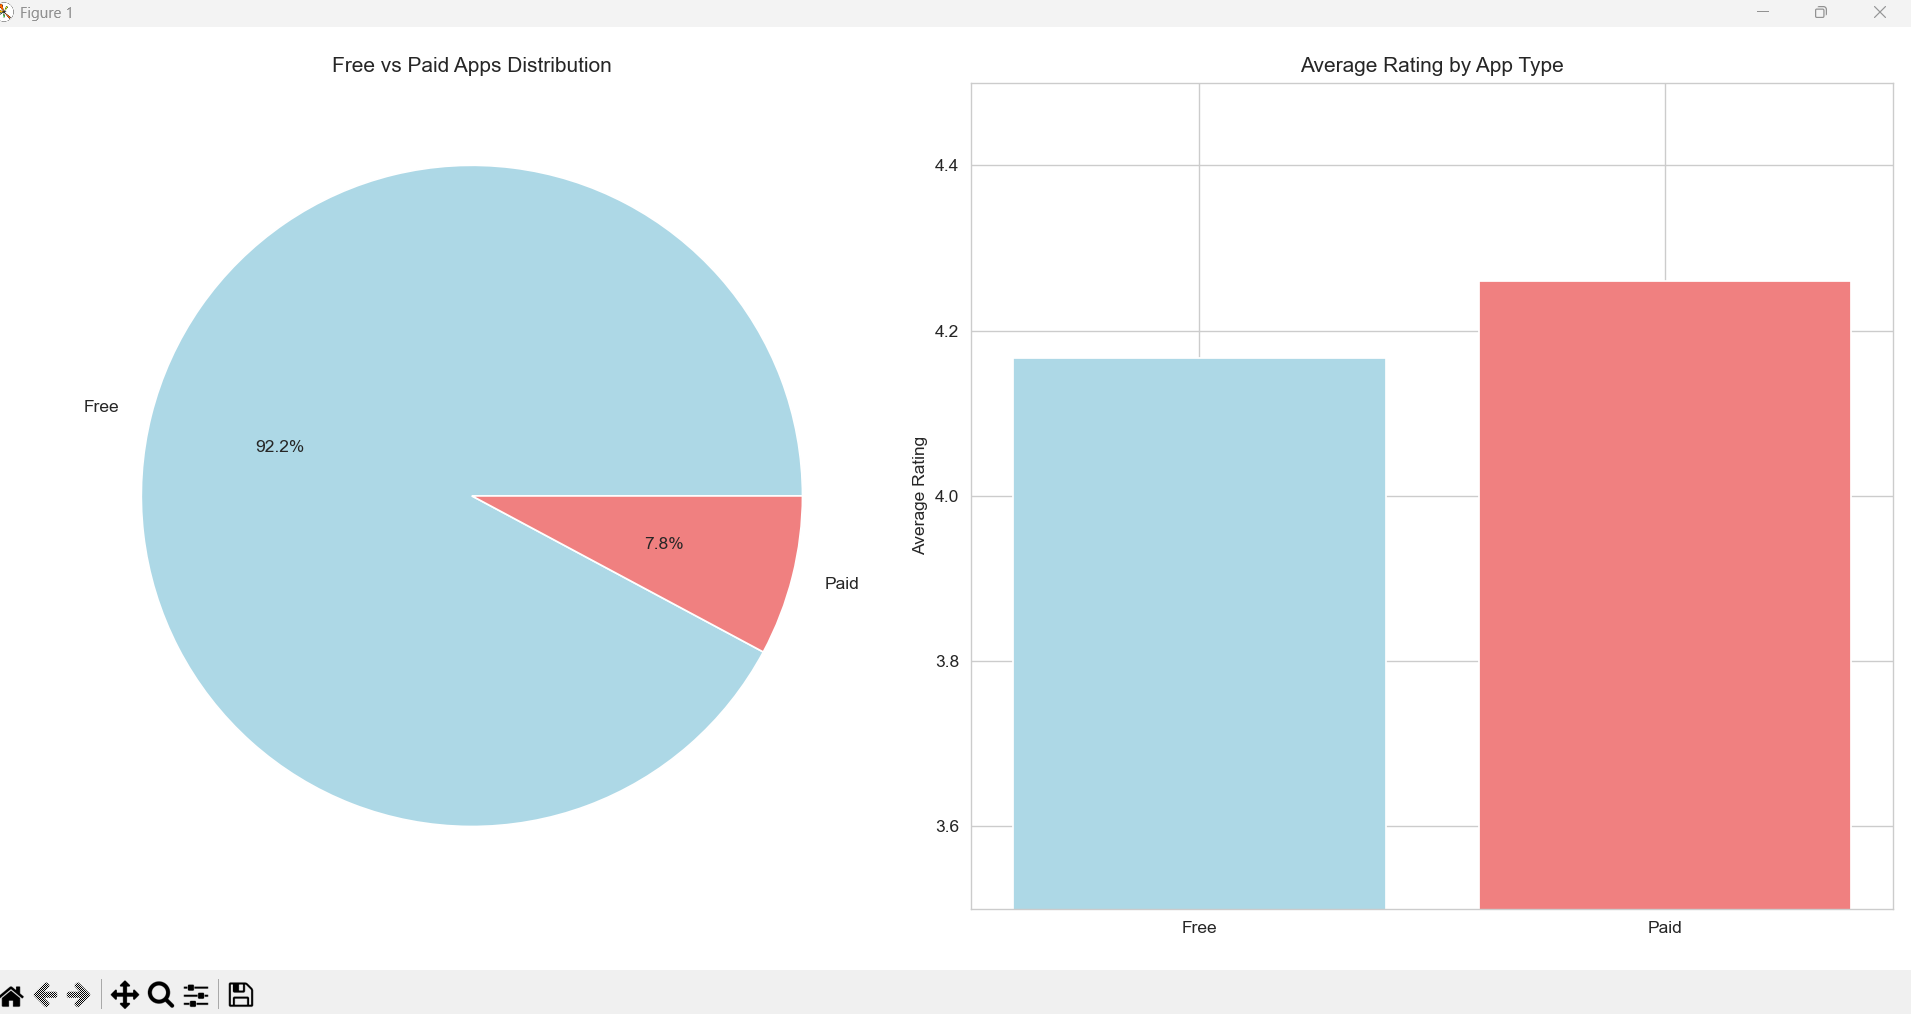 Figure 1
Free vs Paid Apps Distribution
Free
92.2%
7.8%
Paid
Average Rating by App Type
Average Rating
4.4
4.2
4.0
3.8
3.6
Free
Paid